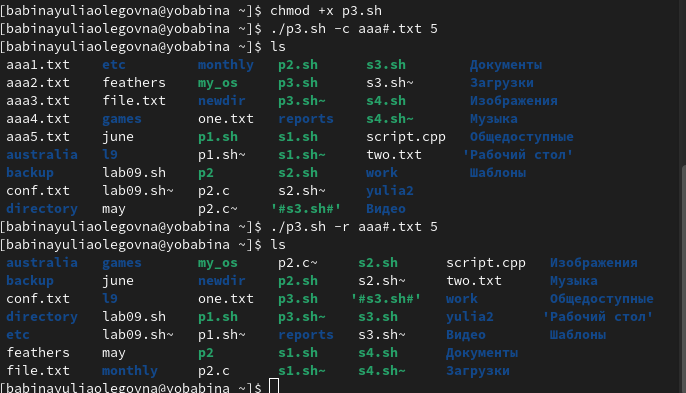 [babinayuliaolegovna@yobabina ~]$ chmod +x p3.sh
[babinayuliaolegovna@yobabina ~]$ ./p3.sh -c aaa#.txt 5
[babinayuliaolegovna@yobabina ~]$ ls
aaa1.txt etc monthly p2.sh s3.sh Документы
aaa2.txt feathers my_os p3.sh s3.sh~ Загрузки
aaa3.txt file.txt newdir p3.sh~ s4.sh Изображения
aaa4.txt games one.txt reports s4.sh~ Музыка
aaa5.txt june p1.sh s1.sh script.cpp Общедоступные
australia l9 p1.sh~ s1.sh~ two.txt 'Рабочий стол'
backup lab09.sh p2 s2.sh work Шаблоны
conf.txt lab09.sh~ p2.c s2.sh~ yulia2
directory may p2.c~ '#s3.sh#' Видео
[babinayuliaolegovna@yobabina ~]$ ./p3.sh -r aaa#.txt 5
[babinayuliaolegovna@yobabina ~]$ ls
australia games my_os p2.c~ s2.sh script.cpp Изображения
backup june newdir p2.sh s2.sh~ two.txt Музыка
conf.txt l9 one.txt p3.sh '#s3.sh#' work Общедоступные
directory lab09.sh p1.sh p3.sh~ s3.sh yulia2 'Рабочий стол'
etc lab09.sh~ p1.sh~ reports s3.sh~ Видео Шаблоны
feathers may p2 s1.sh s4.sh Документы
file.txt monthly p2.c s1.sh~ s4.sh~ Загрузки
[babinayuliaolegovna@yobabina ~]$